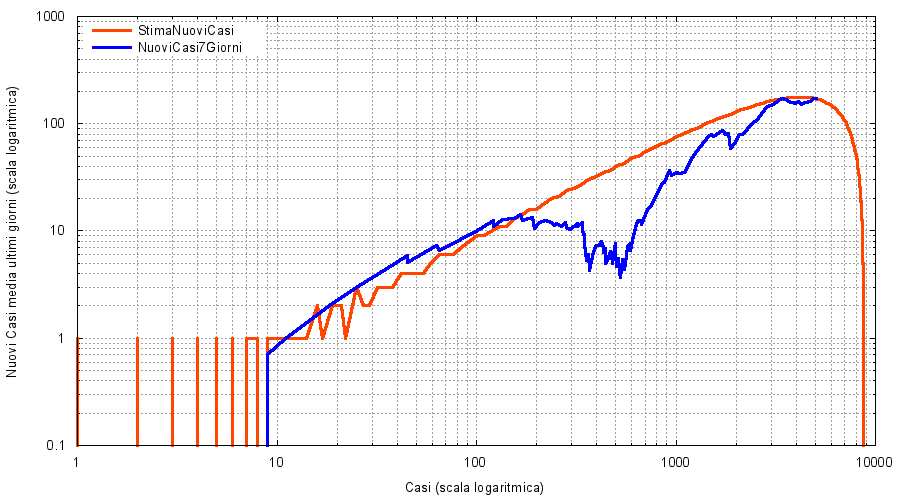 1000
StimaNuoviCasi
NuoviCasi7Giorni
100
10
1
0.1
Nuovi Casi media ultimi giorni (scala logaritmica)
1 10 100 1000 10000
Casi (scala logaritmica)